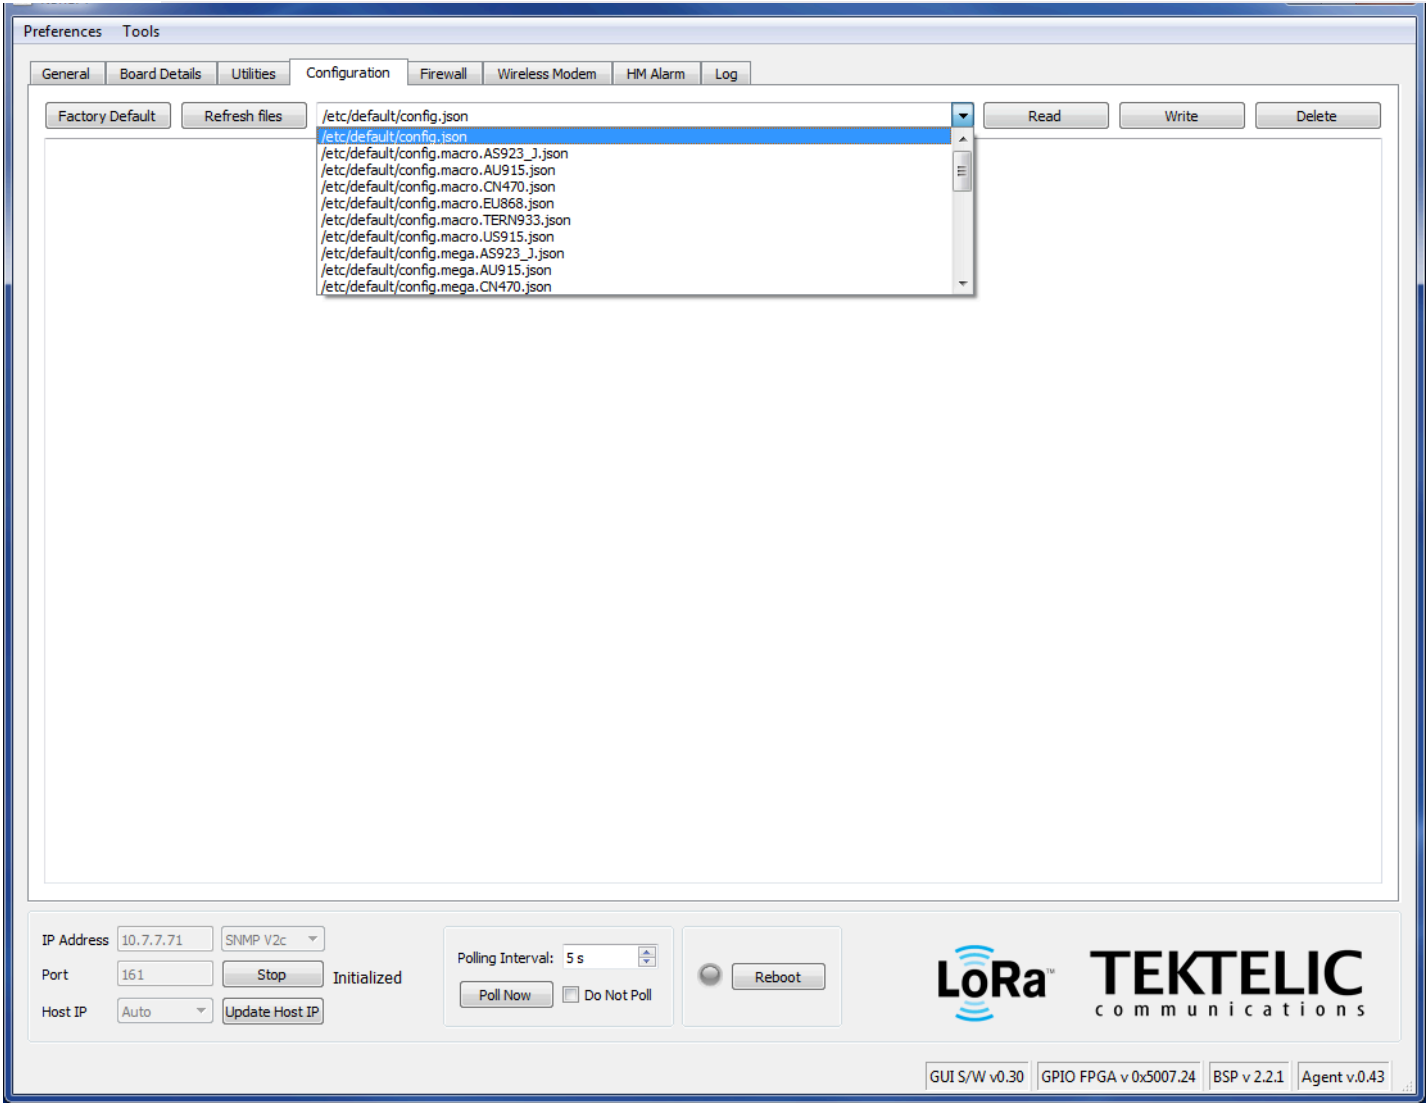 Preferences Tools
General Board Details Utilities Configuration Firewall Wireless Modem HM Alarm Log
Factory Default Refresh files /etc/default/config.json Read Write Delete
/etc/default/config.json
/etc/default/config.macro.AS923_J.json
/etc/default/config.macro.AU915.json
/etc/default/config.macro.CN470.json
/etc/default/config.macro.EU868.json
/etc/default/config.macro.TERN933.json
/etc/default/config.macro.US915.json
/etc/default/config.mega.AS923_J.json
/etc/default/config.mega.AU915.json
/etc/default/config.mega.CN470.json
IP Address 10.7.7.71 SNMP V2c
Port 161 Stop Initialized
Host IP Auto Update Host IP
Polling Interval: 5 s
Poll Now Do Not Poll
Reboot
LoRa™
TEKTELIC
communications
GUI S/W v0.30 GPIO FPGA v 0x5007.24 BSP v 2.2.1 Agent v.0.43